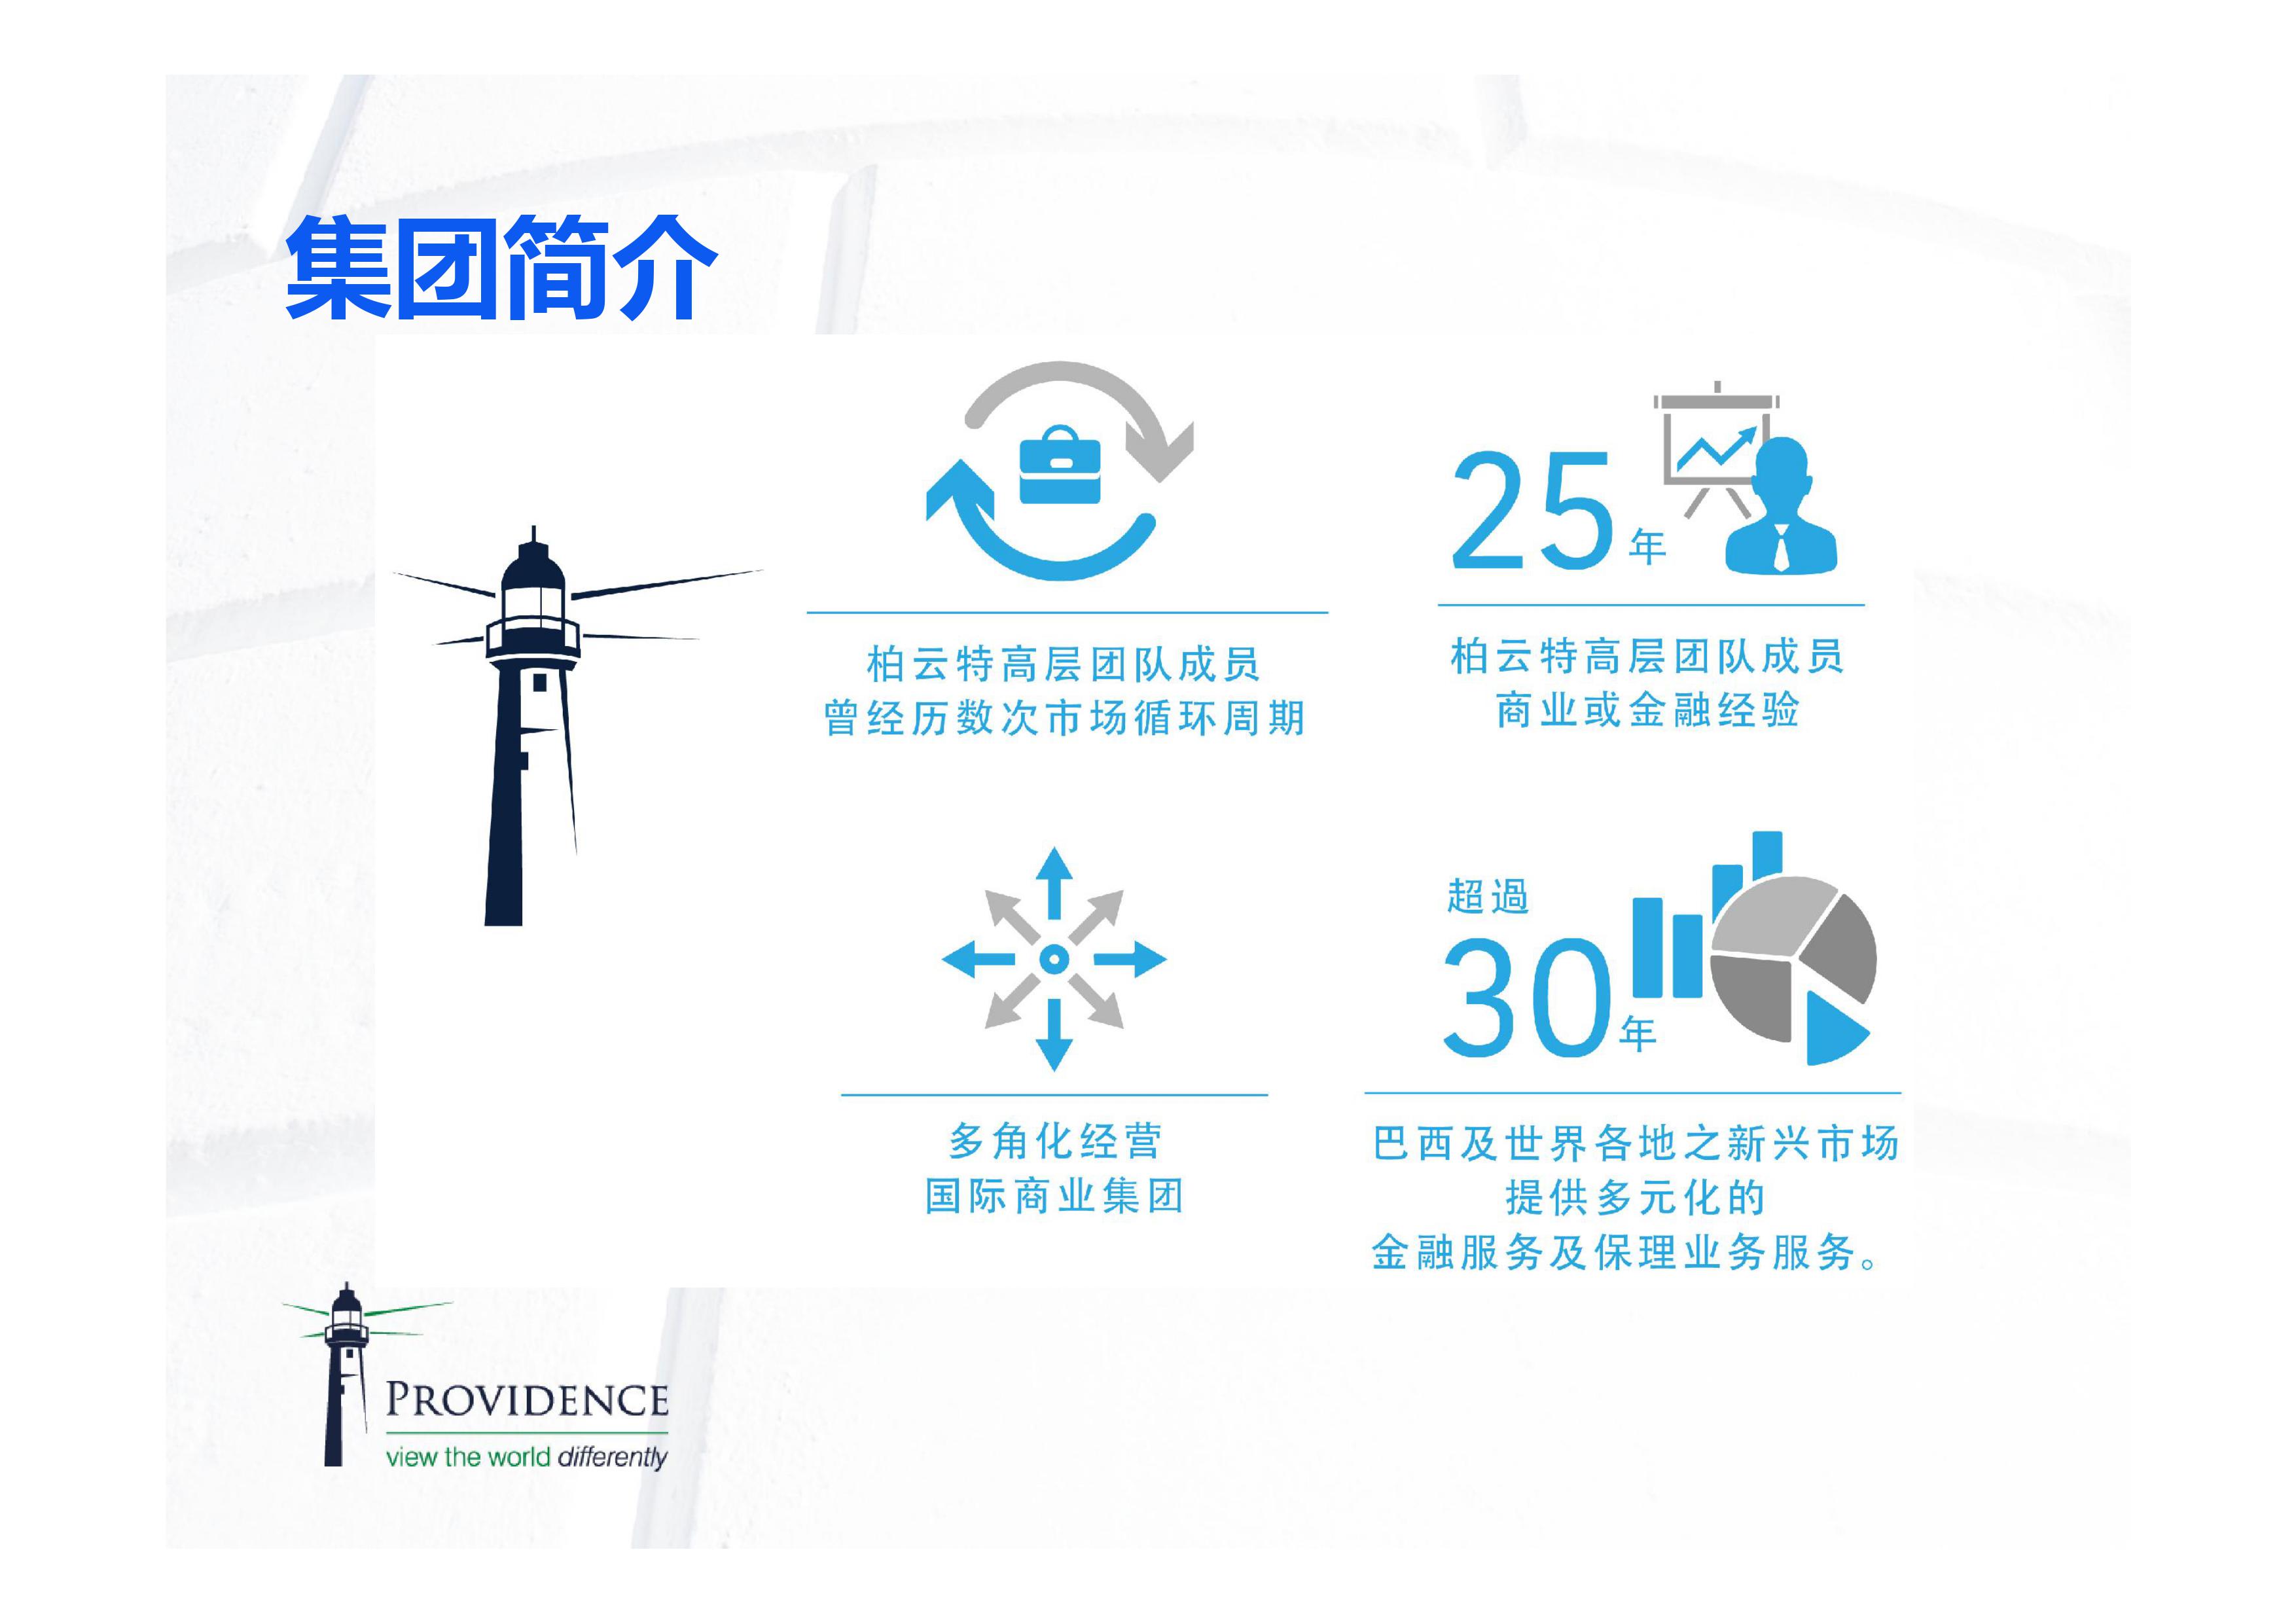 集团简介
柏云特高层团队成员
曾经历数次市场循环周期
25年
柏云特高层团队成员
商业或金融经验
多角化经营
国际商业集团
超過
30年
巴西及世界各地之新兴市场
提供多元化的
金融服务及保理业务服务。
PROVIDENCE
view the world differently